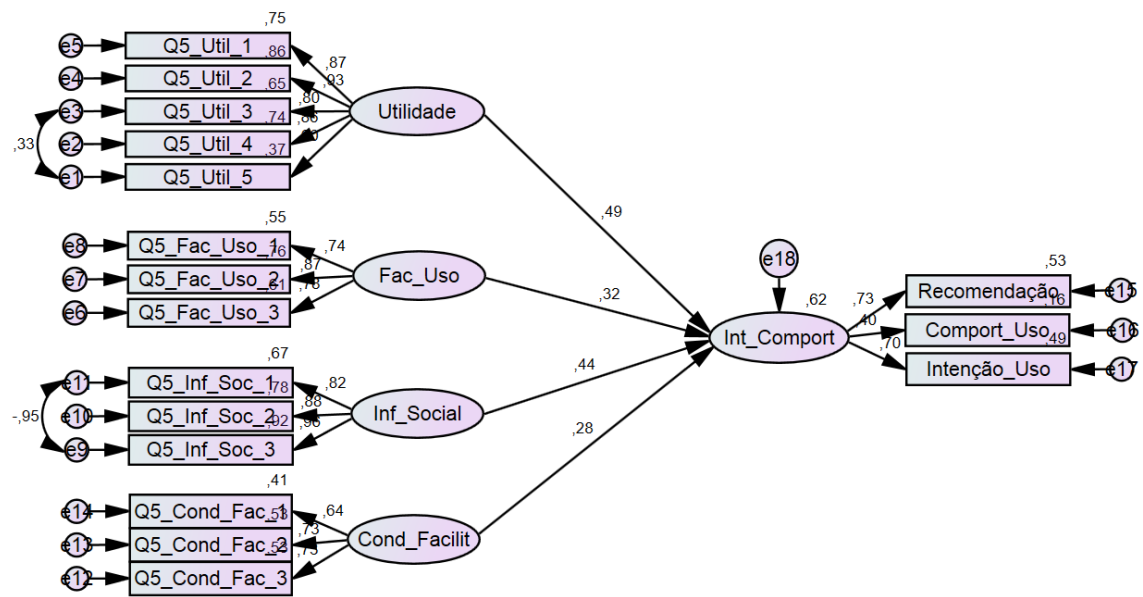 ,75
e5 Q5_Util_1
,86
,87
e4 Q5_Util_2
,93
,65
e3 Q5_Util_3
,80
Utilidade
,74
,86
,33
e2 Q5_Util_4
,37
e1 Q5_Util_5
,49
,55
e8 Q5_Fac_Uso_1
,74
,76
e7 Q5_Fac_Uso_2
,87
Fac_Uso
,61
,78
e6 Q5_Fac_Uso_3
,32
e18
,53
,62
,73
Recomendação
e15
,16
,40
Int_Comport
Comport_Uso
e16
,49
,70
Intenção_Uso
e17
,67
e11 Q5_Inf_Soc_1
,82
,78
-,95
e10 Q5_Inf_Soc_2
,88
Inf_Social
,92
,96
e9 Q5_Inf_Soc_3
,44
,28
,41
e14 Q5_Cond_Fac_1
,64
,53
e13 Q5_Cond_Fac_2
,73
Cond_Facilit
e12 Q5_Cond_Fac_3